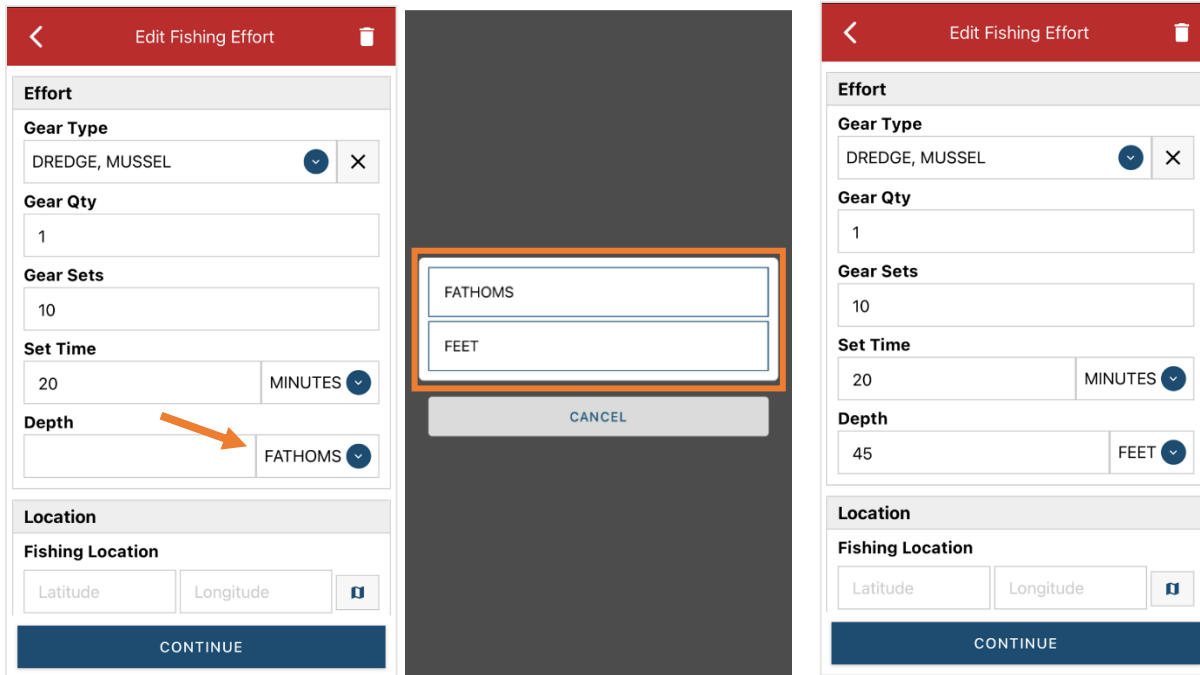 Edit Fishing Effort
Effort
Gear Type
DREDGE, MUSSEL
Gear Qty
1
Gear Sets
10
Set Time
20 MINUTES
Depth
FATHOMS
Location
Fishing Location
Latitude Longitude
CONTINUE
FATHOMS
FEET
CANCEL
Edit Fishing Effort
Effort
Gear Type
DREDGE, MUSSEL
Gear Qty
1
Gear Sets
10
Set Time
20 MINUTES
Depth
45 FEET
Location
Fishing Location
Latitude Longitude
CONTINUE